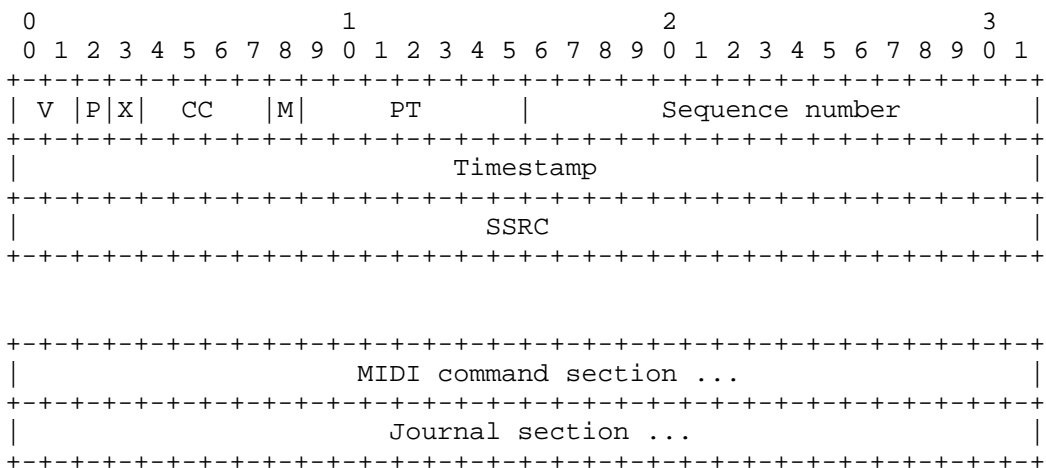 0                   1                   2                   3
 0 1 2 3 4 5 6 7 8 9 0 1 2 3 4 5 6 7 8 9 0 1 2 3 4 5 6 7 8 9 0 1
+-+-+-+-+-+-+-+-+-+-+-+-+-+-+-+-+-+-+-+-+-+-+-+-+-+-+-+-+-+-+-+-+
| V |P|X|  CC   |M|     PT      |        Sequence number        |
+-+-+-+-+-+-+-+-+-+-+-+-+-+-+-+-+-+-+-+-+-+-+-+-+-+-+-+-+-+-+-+-+
|                           Timestamp                           |
+-+-+-+-+-+-+-+-+-+-+-+-+-+-+-+-+-+-+-+-+-+-+-+-+-+-+-+-+-+-+-+-+
|                             SSRC                              |
+-+-+-+-+-+-+-+-+-+-+-+-+-+-+-+-+-+-+-+-+-+-+-+-+-+-+-+-+-+-+-+-+
+-+-+-+-+-+-+-+-+-+-+-+-+-+-+-+-+-+-+-+-+-+-+-+-+-+-+-+-+-+-+-+-+
|                     MIDI command section ...                  |
+-+-+-+-+-+-+-+-+-+-+-+-+-+-+-+-+-+-+-+-+-+-+-+-+-+-+-+-+-+-+-+-+
|                       Journal section ...                     |
+-+-+-+-+-+-+-+-+-+-+-+-+-+-+-+-+-+-+-+-+-+-+-+-+-+-+-+-+-+-+-+-+